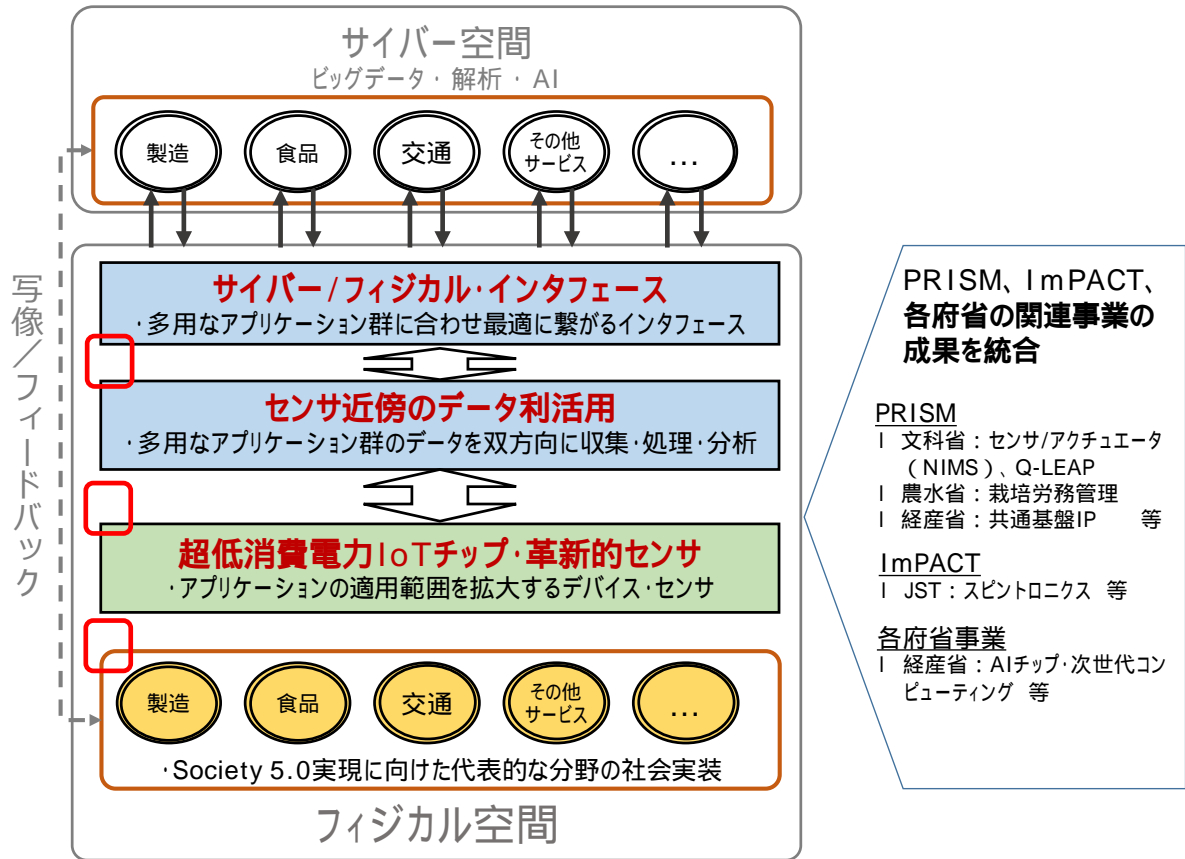 サイバー空間
ビッグデータ・解析・AI
製造
食品
交通
その他
サービス
…
写像／フィードバック
サイバー/フィジカル・インタフェース
・多用なアプリケーション群に合わせ最適に繋がるインタフェース
センサ近傍のデータ利活用
・多用なアプリケーション群のデータを双方向に収集・処理・分析
超低消費電力IoTチップ・革新的センサ
・アプリケーションの適用範囲を拡大するデバイス・センサ
製造
食品
交通
その他
サービス
…
・Society 5.0実現に向けた代表的な分野の社会実装
フィジカル空間
PRISM、ImPACT、
各府省の関連事業の
成果を統合
PRISM
l 文科省：センサ/アクチュエータ
（NIMS）、Q-LEAP
l 農水省：栽培労務管理
l 経産省：共通基盤IP 等
ImPACT
l JST：スピントロニクス 等
各府省事業
l 経産省：AIチップ・次世代コン
ピューティング 等